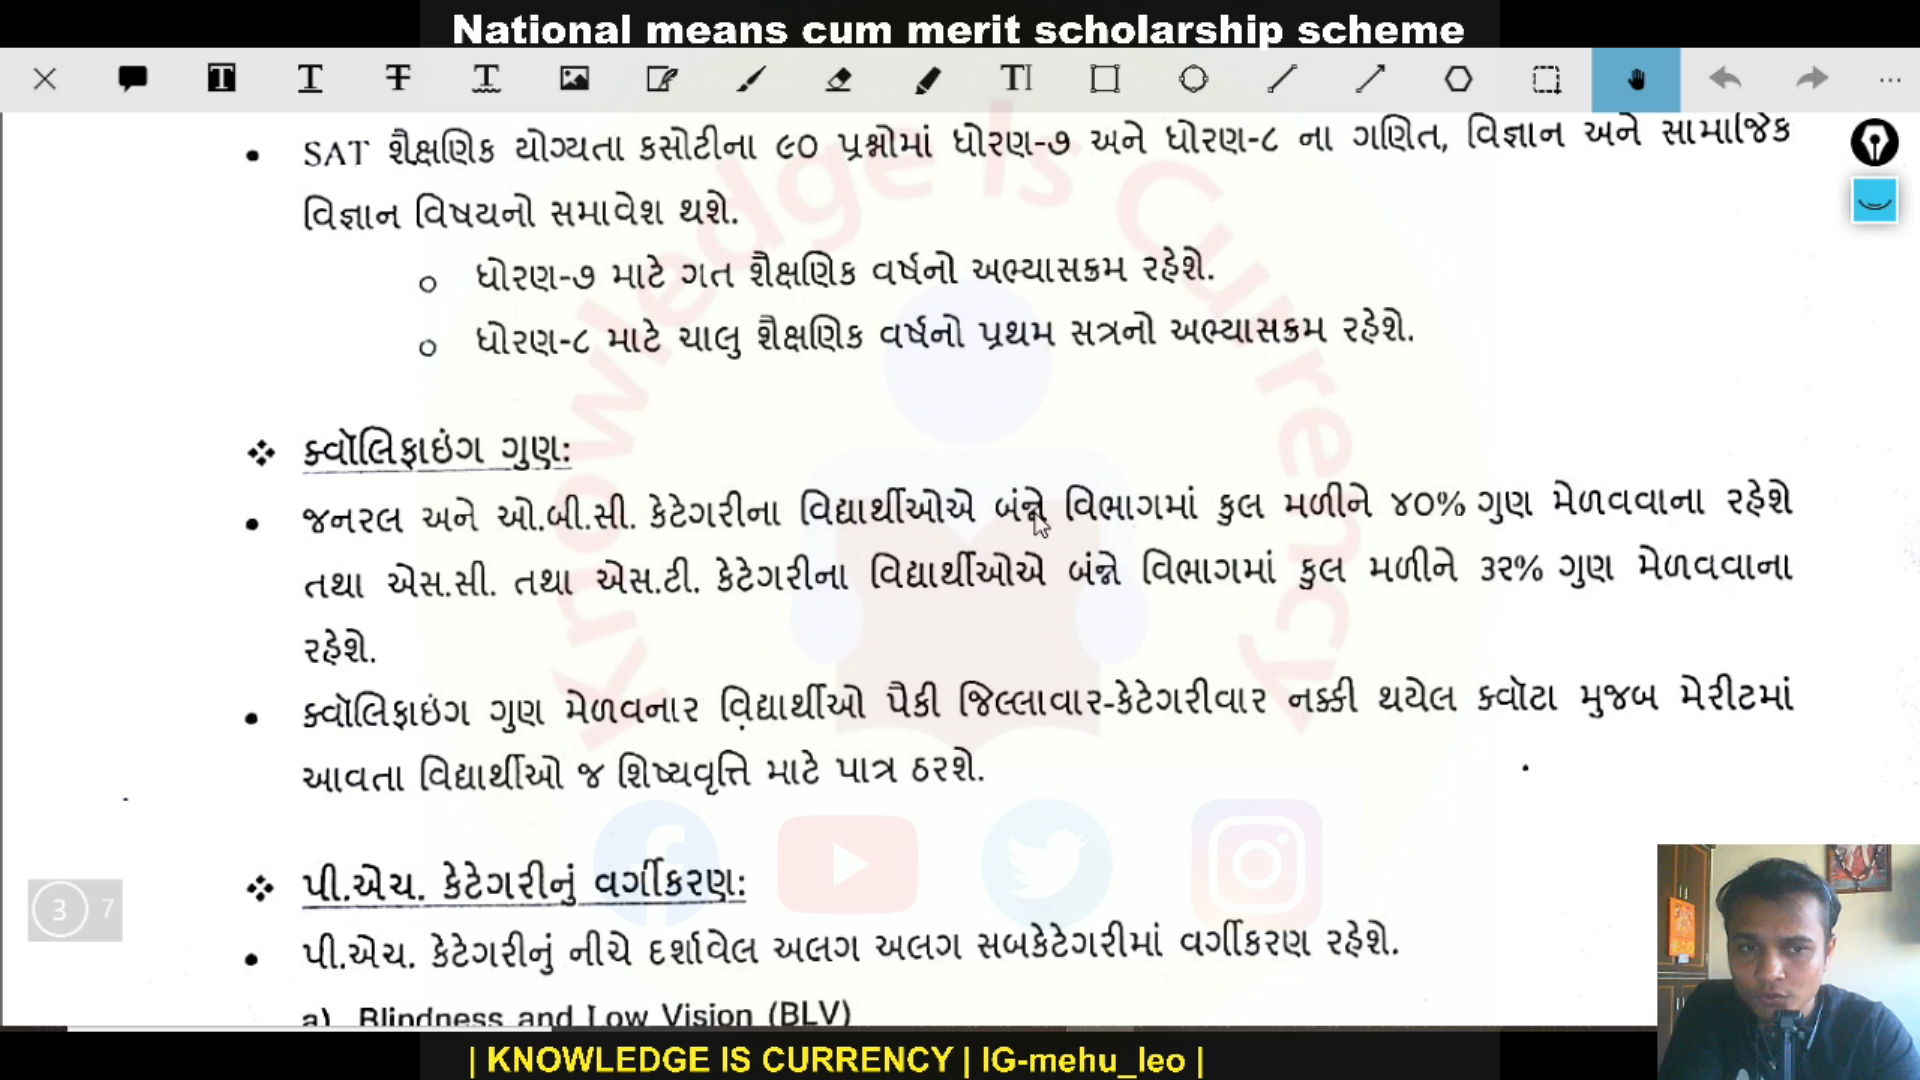 National means cum merit scholarship scheme
• SAT શૈક્ષણિક યોગ્યતા કસોટીના ૯૦ પ્રશ્નોમાં ધોરણ-૭ અને ધોરણ-૮ ના ગણિત, વિજ્ઞાન અને સામાજિક
વિજ્ઞાન વિષયનો સમાવેશ થશે.
o ધોરણ-૭ માટે ગત શૈક્ષણિક વર્ષનો અભ્યાસક્રમ રહેશે.
o ધોરણ-૮ માટે ચાલુ શૈક્ષણિક વર્ષનો પ્રથમ સત્રનો અભ્યાસક્રમ રહેશે.
❖ ક્વૉલિફાઇંગ ગુણ:
• જનરલ અને ઓ.બી.સી. કેટેગરીના વિદ્યાર્થીઓએ બંન્ને વિભાગમાં કુલ મળીને ૪૦% ગુણ મેળવવાના રહેશે
તથા એસ.સી. તથા એસ.ટી. કેટેગરીના વિદ્યાર્થીઓએ બંન્ને વિભાગમાં કુલ મળીને ૩૨% ગુણ મેળવવાના
રહેશે.
• ક્વૉલિફાઇંગ ગુણ મેળવનાર વિદ્યાર્થીઓ પૈકી જિલ્લાવાર-કેટેગરીવાર નક્કી થયેલ ક્વૉટા મુજબ મેરીટમાં
આવતા વિદ્યાર્થીઓ જ શિષ્યવૃત્તિ માટે પાત્ર ઠરશે.
❖ પી.એચ. કેટેગરીનું વર્ગીકરણ:
• પી.એચ. કેટેગરીનું નીચે દર્શાવેલ અલગ અલગ સબકેટેગરીમાં વર્ગીકરણ રહેશે.
a) Blindness and Low Vision (BLV)
3 7
Knowledge Is Currency
| KNOWLEDGE IS CURRENCY | IG-mehu_leo |